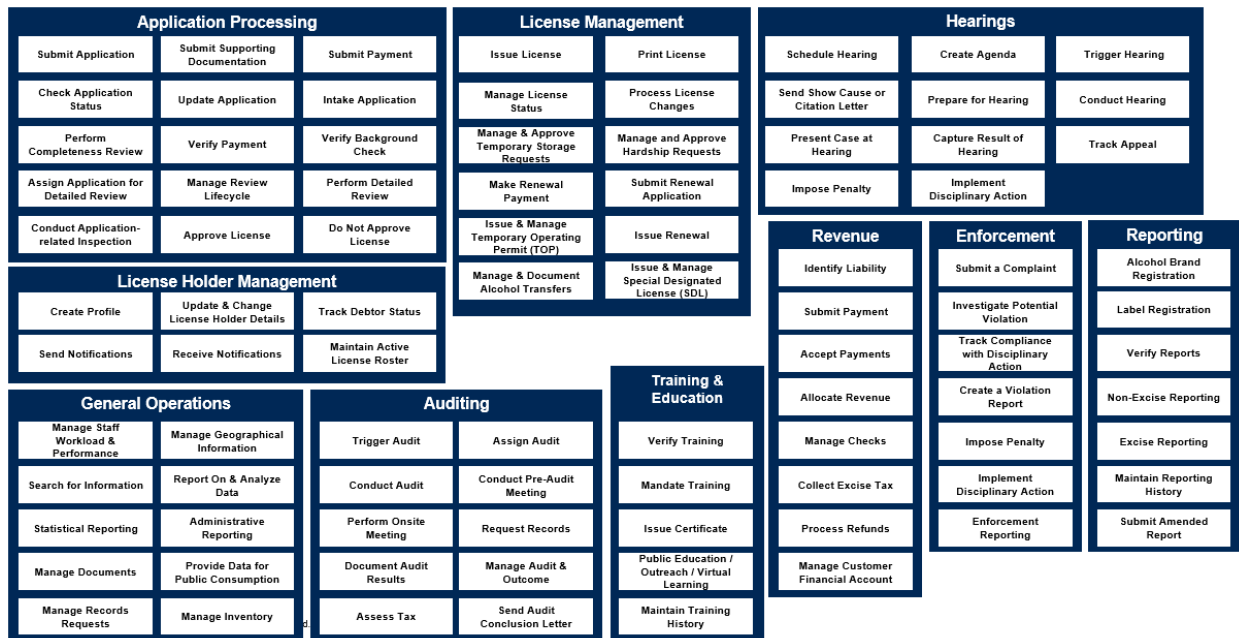 Application Processing
Submit Application
Submit Supporting
Documentation
Submit Payment
Check Application
Status
Update Application
Intake Application
Perform
Completeness Review
Verify Payment
Verify Background
Check
Assign Application for
Detailed Review
Manage Review
Lifecycle
Perform Detailed
Review
Conduct Application-
related Inspection
Approve License
Do Not Approve
License
License Management
Issue License
Print License
Manage License
Status
Process License
Changes
Manage & Approve
Temporary Storage
Requests
Manage and Approve
Hardship Requests
Make Renewal
Payment
Submit Renewal
Application
Issue & Manage
Temporary Operating
Permit (TOP)
Issue Renewal
Manage & Document
Alcohol Transfers
Issue & Manage
Special Designated
License (SDL)
Hearings
Schedule Hearing
Create Agenda
Trigger Hearing
Send Show Cause or
Citation Letter
Prepare for Hearing
Conduct Hearing
Present Case at
Hearing
Capture Result of
Hearing
Track Appeal
Impose Penalty
Implement
Disciplinary Action
License Holder Management
Create Profile
Update & Change
License Holder Details
Track Debtor Status
Send Notifications
Receive Notifications
Maintain Active
License Roster
Revenue
Identify Liability
Submit Payment
Accept Payments
Allocate Revenue
Manage Checks
Collect Excise Tax
Process Refunds
Manage Customer
Financial Account
Enforcement
Submit a Complaint
Investigate Potential
Violation
Track Compliance
with Disciplinary
Action
Create a Violation
Report
Impose Penalty
Implement
Disciplinary Action
Enforcement
Reporting
Reporting
Alcohol Brand
Registration
Label Registration
Verify Reports
Non-Excise Reporting
Excise Reporting
Maintain Reporting
History
Submit Amended
Report
General Operations
Manage Staff
Workload &
Performance
Manage Geographical
Information
Search for Information
Report On & Analyze
Data
Statistical Reporting
Administrative
Reporting
Manage Documents
Provide Data for
Public Consumption
Manage Records
Requests
Manage Inventory
d.
Auditing
Trigger Audit
Assign Audit
Conduct Audit
Conduct Pre-Audit
Meeting
Perform Onsite
Meeting
Request Records
Document Audit
Results
Manage Audit &
Outcome
Assess Tax
Send Audit
Conclusion Letter
Training &
Education
Verify Training
Mandate Training
Issue Certificate
Public Education /
Outreach / Virtual
Learning
Maintain Training
History